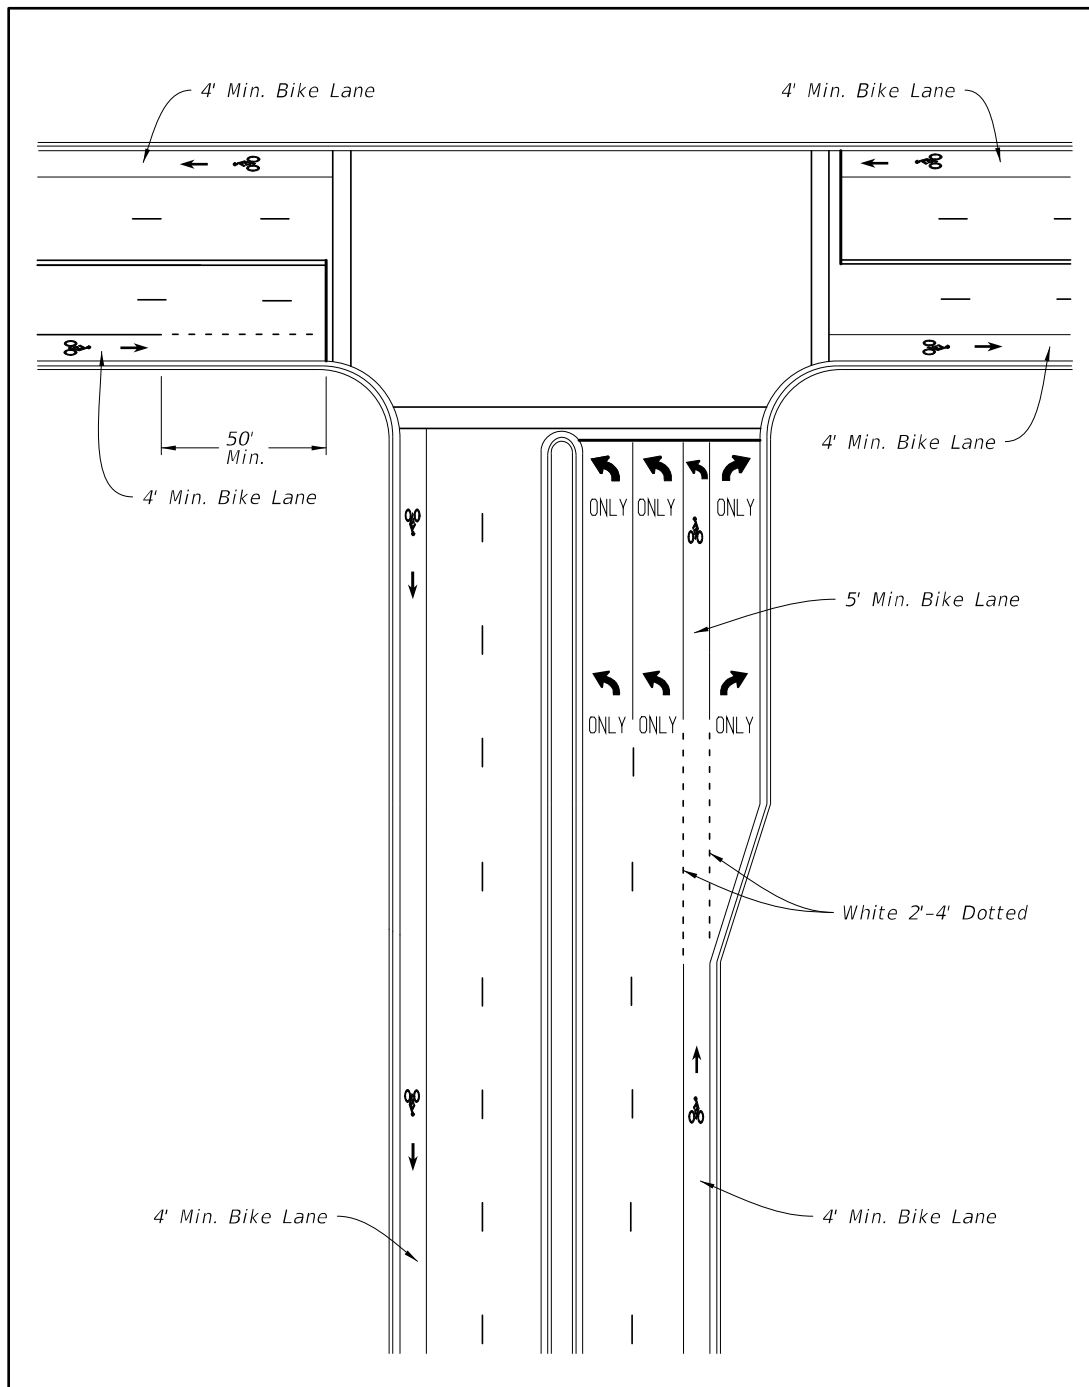 4' Min. Bike Lane
4' Min. Bike Lane
50'
Min.
4' Min. Bike Lane
4' Min. Bike Lane
ONLY ONLY ONLY
5' Min. Bike Lane
ONLY ONLY ONLY
White 2'-4' Dotted
4' Min. Bike Lane
4' Min. Bike Lane